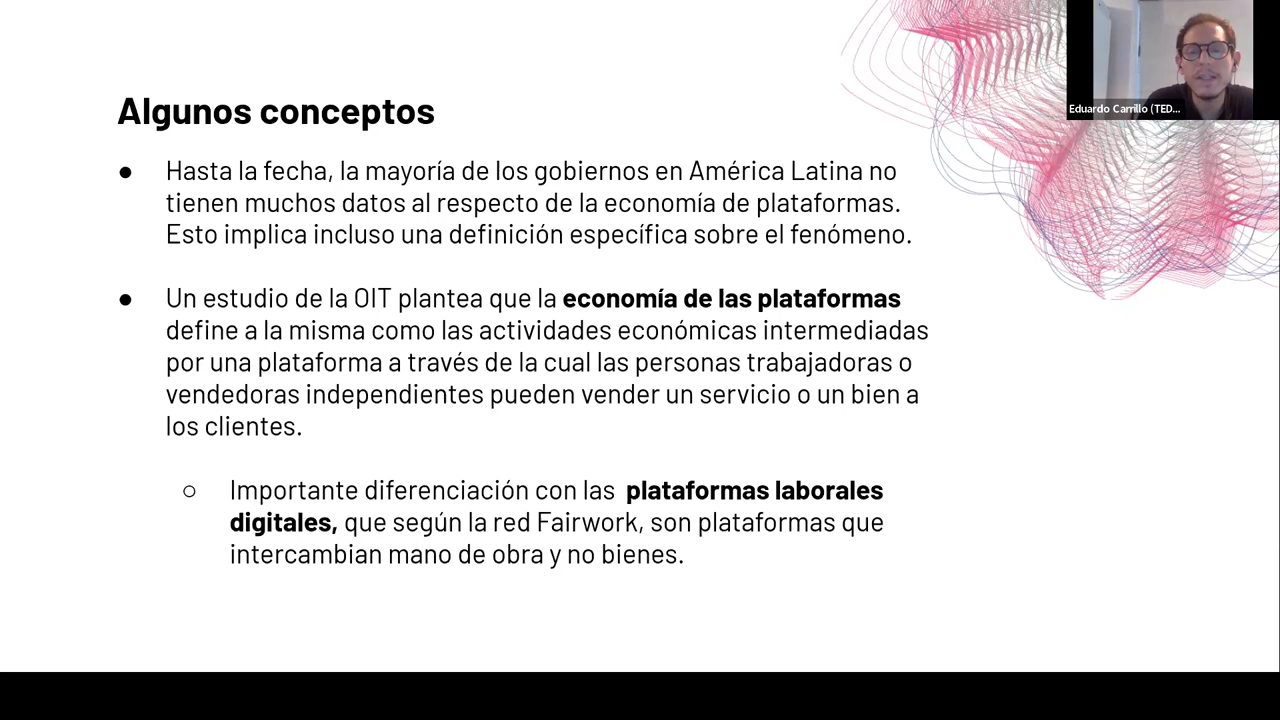 Algunos conceptos
● Hasta la fecha, la mayoría de los gobiernos en América Latina no
tienen muchos datos al respecto de la economía de plataformas.
Esto implica incluso una definición específica sobre el fenómeno.
● Un estudio de la OIT plantea que la economía de las plataformas
define a la misma como las actividades económicas intermediadas
por una plataforma a través de la cual las personas trabajadoras o
vendedoras independientes pueden vender un servicio o un bien a
los clientes.
○ Importante diferenciación con las plataformas laborales
digitales, que según la red Fairwork, son plataformas que
intercambian mano de obra y no bienes.
Eduardo Carrillo (TED...